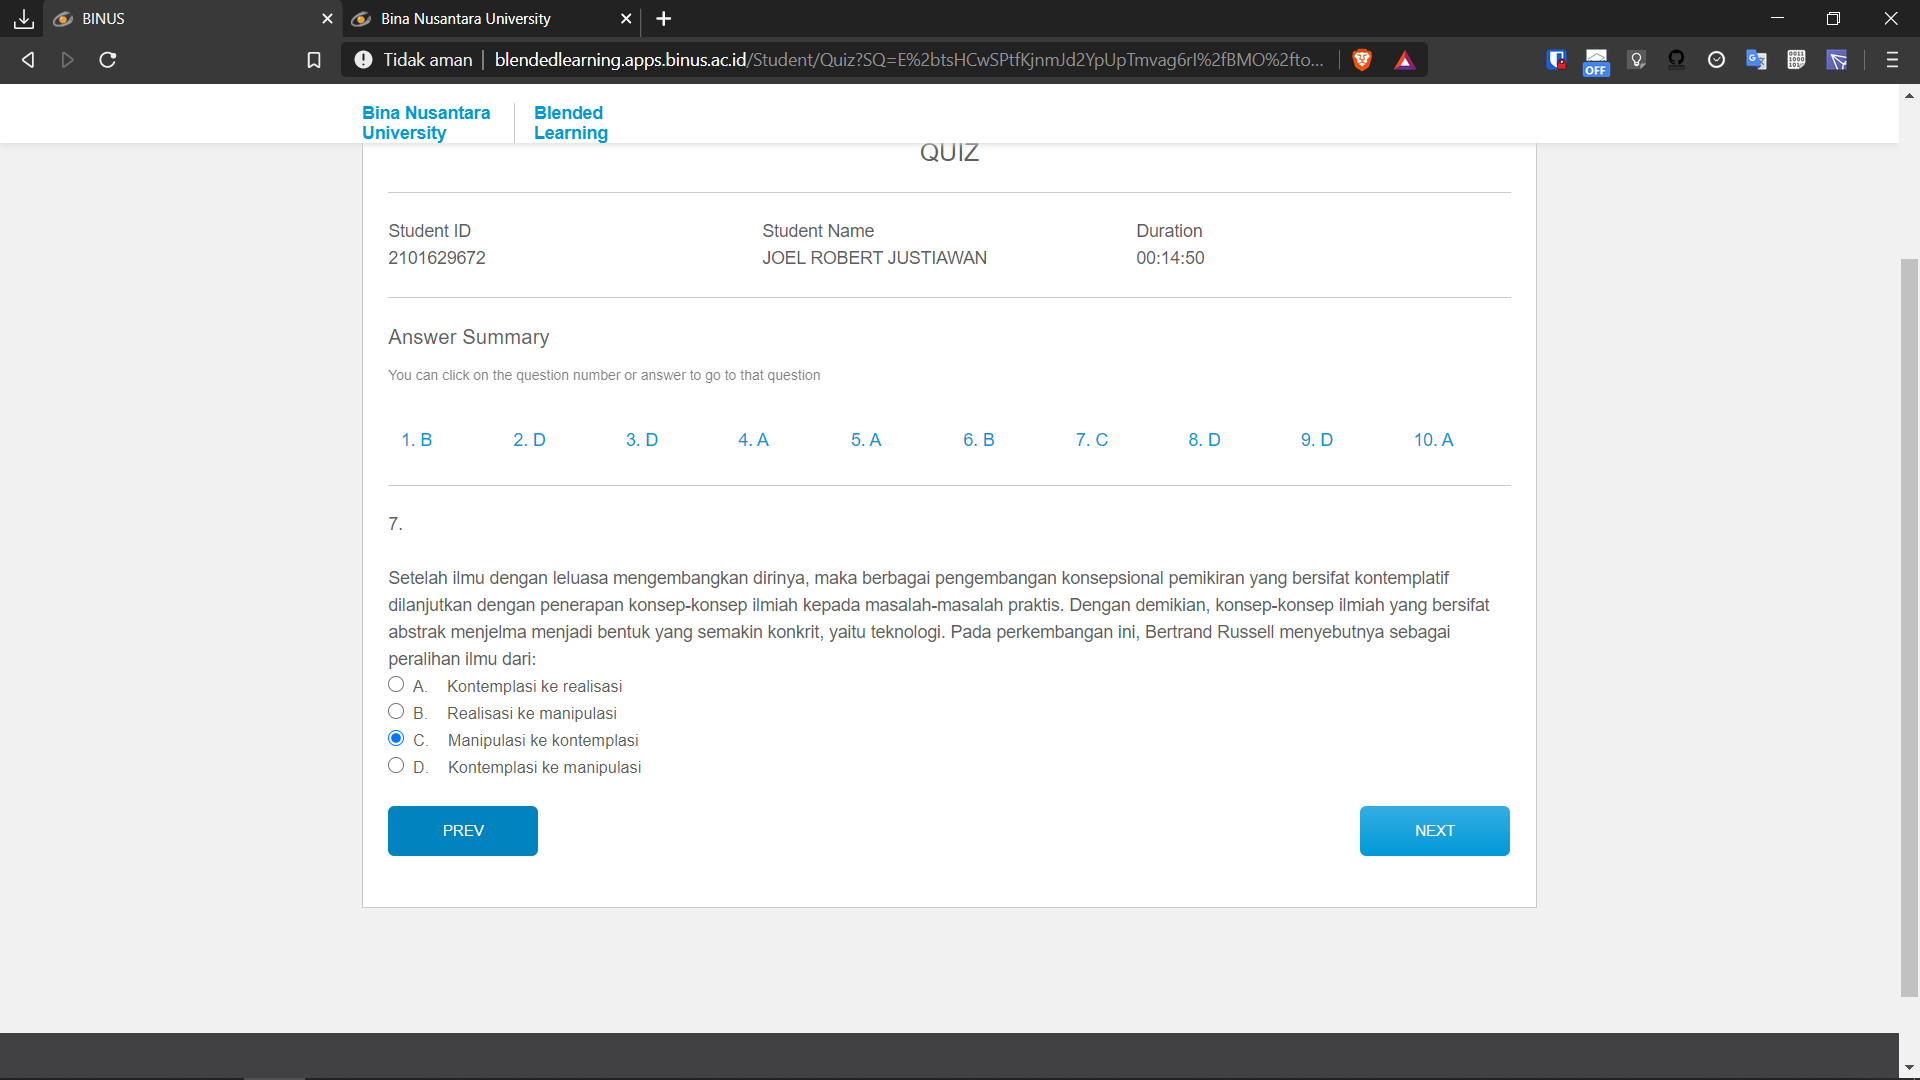 BINUS
Bina Nusantara University
Tidak aman
blendedlearning.apps.binus.ac.id/Student/Quiz?SQ=E%2btsHCwSPtfKjnmJd2YpUpTmvag6rI%2fBMO%2fto...
OFF
Bina Nusantara
University
Blended
Learning
QUIZ
Student ID
2101629672
Student Name
JOEL ROBERT JUSTIAWAN
Duration
00:14:50
Answer Summary
You can click on the question number or answer to go to that question
1. B 2. D 3. D 4. A 5. A 6. B 7. C 8. D 9. D 10. A
7.
Setelah ilmu dengan leluasa mengembangkan dirinya, maka berbagai pengembangan konsepsional pemikiran yang bersifat kontemplatif
dilanjutkan dengan penerapan konsep-konsep ilmiah kepada masalah-masalah praktis. Dengan demikian, konsep-konsep ilmiah yang bersifat
abstrak menjelma menjadi bentuk yang semakin konkrit, yaitu teknologi. Pada perkembangan ini, Bertrand Russell menyebutnya sebagai
peralihan ilmu dari:
A. Kontemplasi ke realisasi
B. Realisasi ke manipulasi
C. Manipulasi ke kontemplasi
D. Kontemplasi ke manipulasi
PREV
NEXT